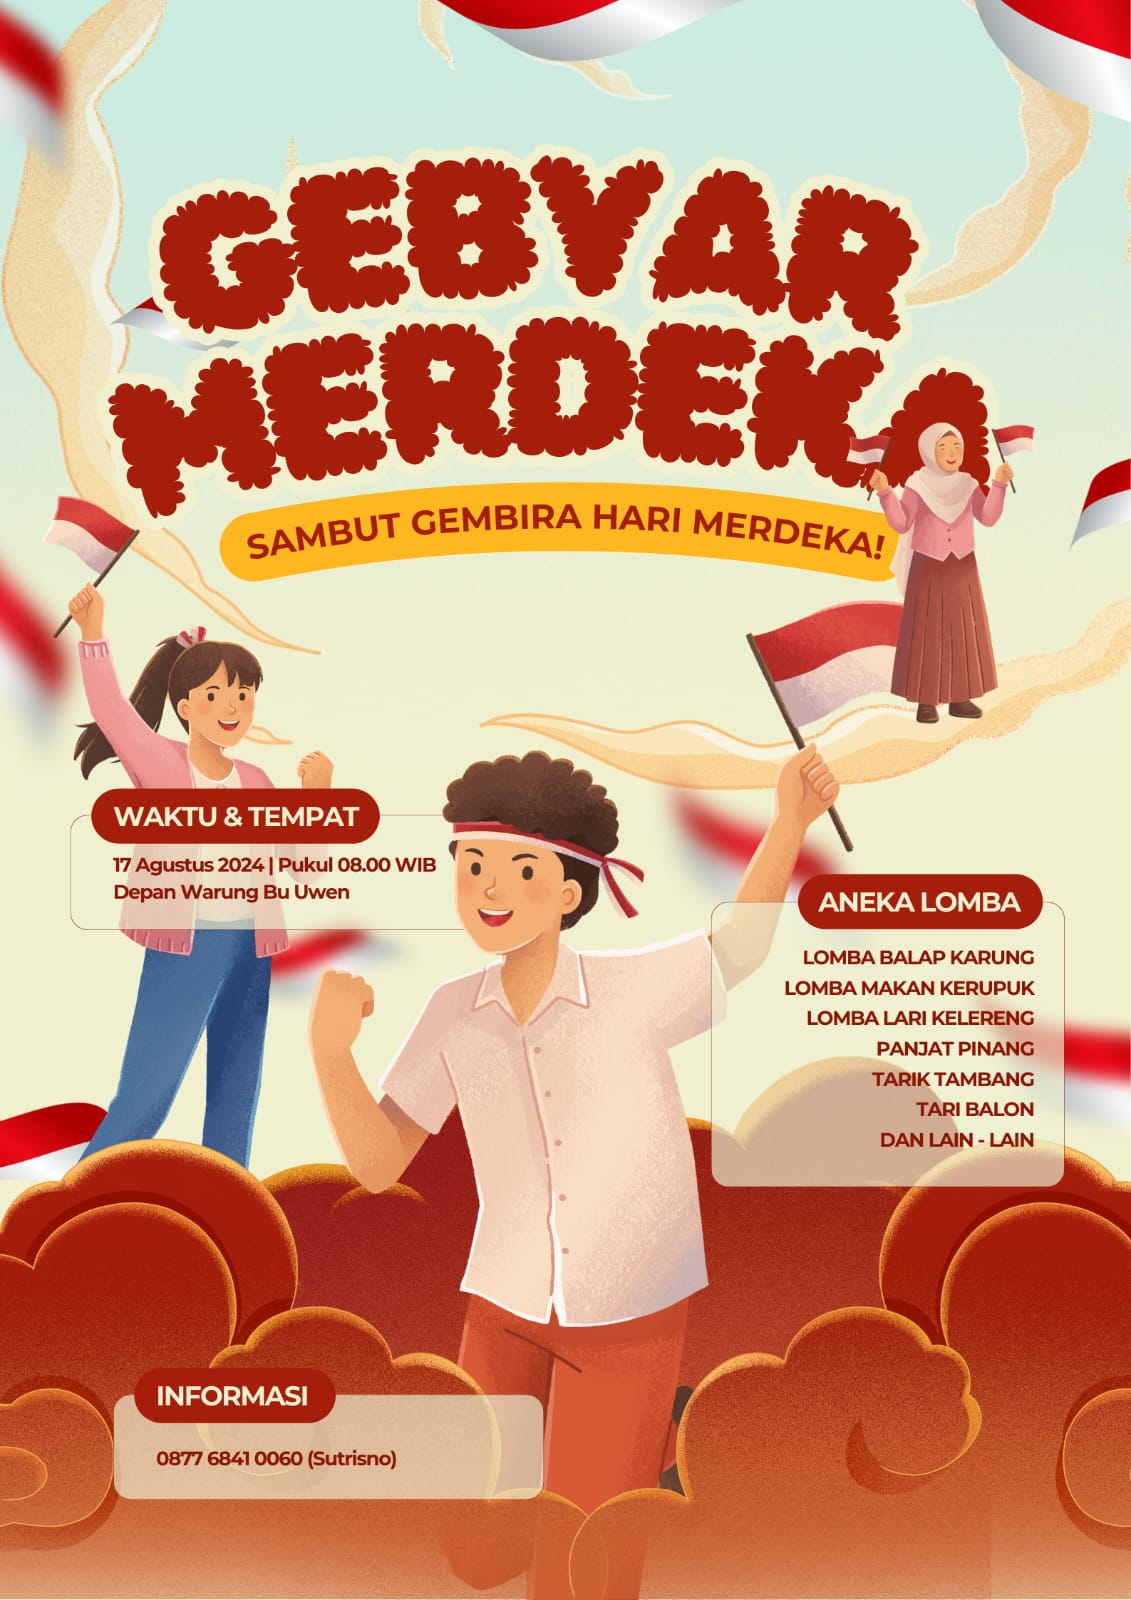 GEBYAR
MERDEKA
SAMBUT GEMBIRA HARI MERDEKA!
WAKTU & TEMPAT
17 Agustus 2024 | Pukul 08.00 WIB
Depan Warung Bu Uwen
ANEKA LOMBA
LOMBA BALAP KARUNG
LOMBA MAKAN KERUPUK
LOMBA LARI KELERENG
PANJAT PINANG
TARIK TAMBANG
TARI BALON
DAN LAIN - LAIN
INFORMASI
0877 6841 0060 (Sutrisno)